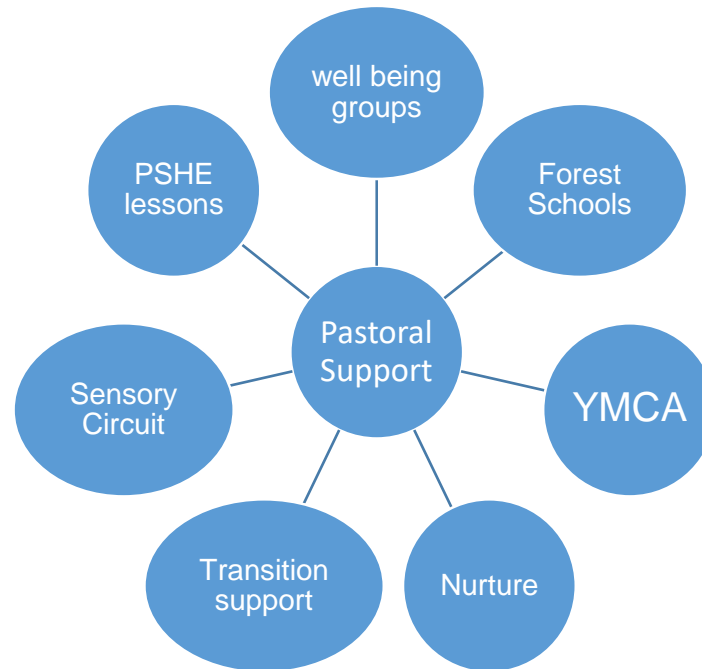 well being
groups
Forest
Schools
YMCA
Nurture
Transition
support
Sensory
Circuit
PSHE
lessons
Pastoral
Support